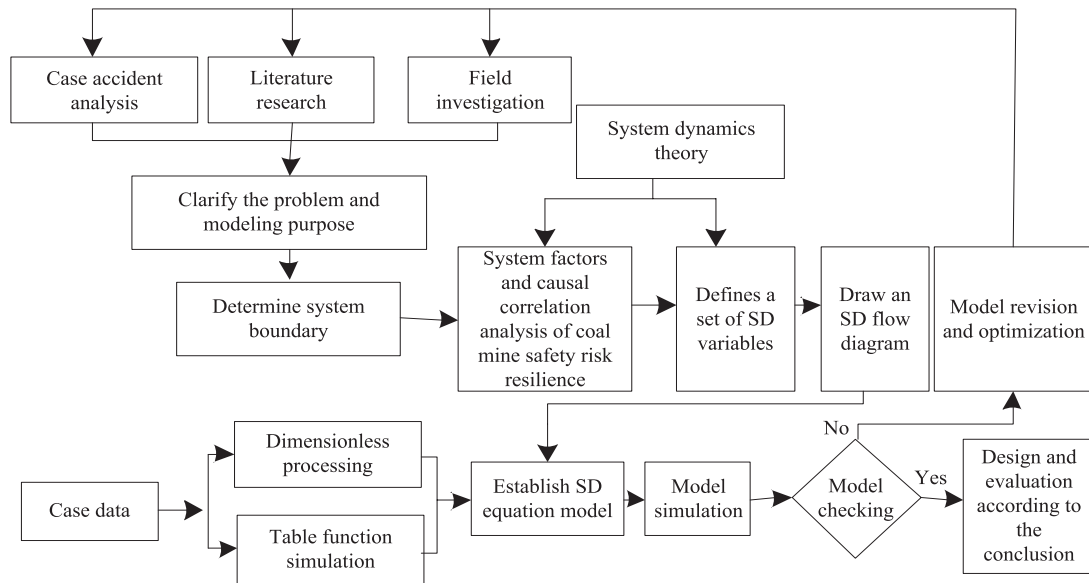 Case accident
analysis
Literature
research
Field
investigation
System dynamics
theory
Clarify the problem and
modeling purpose
Determine system
boundary
System factors
and causal
correlation
analysis of coal
mine safety risk
resilience
Defines a
set of SD
variables
Draw an
SD flow
diagram
Model revision
and optimization
Case data
Dimensionless
processing
Table function
simulation
Establish SD
equation model
Model
simulation
Model
checking
No
Yes
Design and
evaluation
according to
the
conclusion